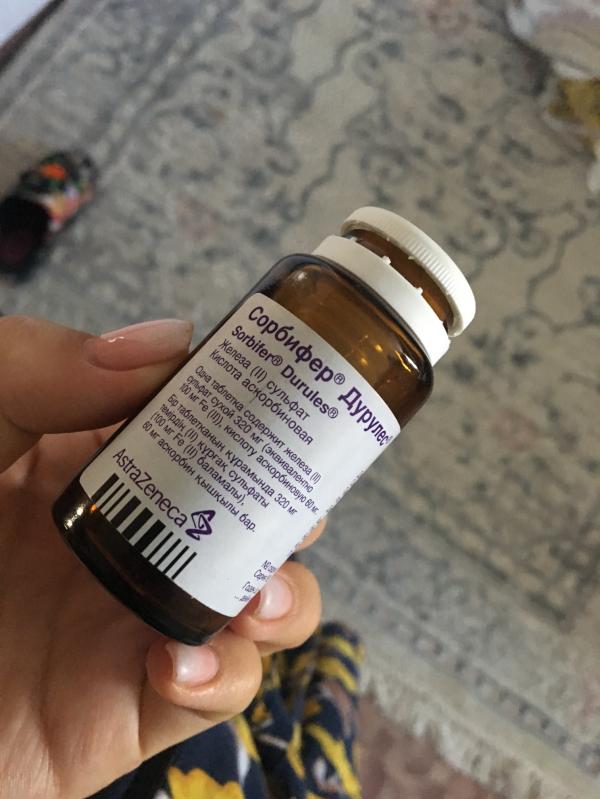 Сорбифер® Дурулес®
Sorbifer® Durules®
Железа (II) сульфат
Кислота аскорбиновая
Одна таблетка содержит железа (II)
сульфат сухой 320 мг (эквивалентно
100 мг Fe (II)), кислоту аскорбиновую 60 мг.
Бір таблетканың құрамында 320 мг
темірдің (II) құрғақ сульфаты
(100 мг Fe (II) баламалы),
60 мг аскорбин қышқылы бар.
AstraZeneca